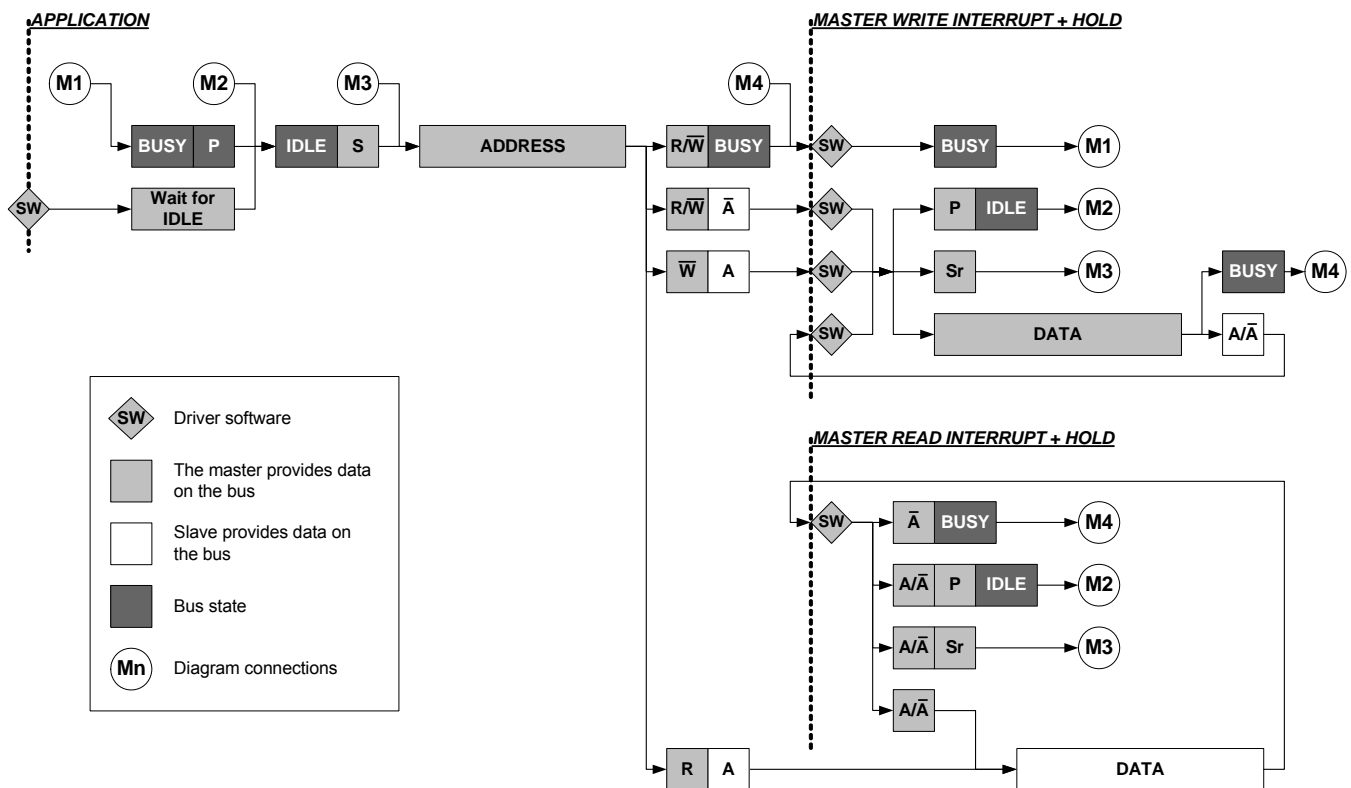 APPLICATION
MASTER WRITE INTERRUPT + HOLD
M1
M2
M3
M4
BUSY P
IDLE S
ADDRESS
R/W̅ BUSY
SW
BUSY
M1
SW
Wait for
IDLE
R/W̅ A̅
SW
P IDLE
M2
W̅ A
SW
Sr
M3
BUSY
M4
SW
DATA
A/A̅
SW
Driver software
The master provides data
on the bus
Slave provides data on
the bus
Bus state
Mn
Diagram connections
MASTER READ INTERRUPT + HOLD
SW
A̅ BUSY
M4
A/A̅ P IDLE
M2
A/A̅ Sr
M3
A/A̅
R A
DATA